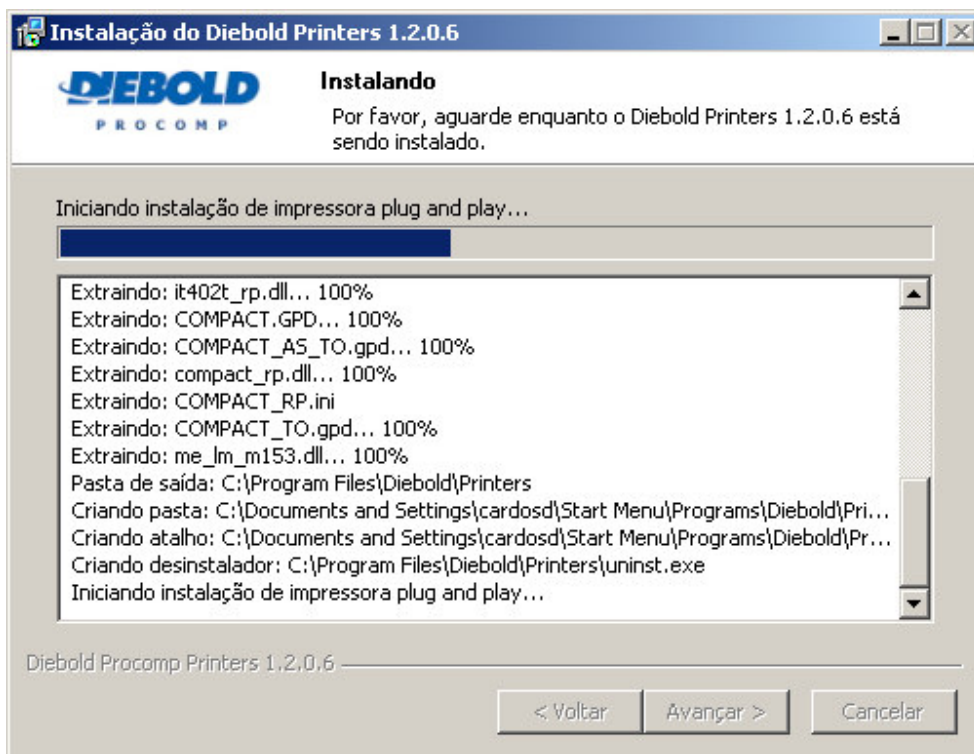 Instalação do Diebold Printers 1.2.0.6
DIEBOLD
PROCOMP
Instalando
Por favor, aguarde enquanto o Diebold Printers 1.2.0.6 está
sendo instalado.
Iniciando instalação de impressora plug and play...
Extraindo: it402t_rp.dll... 100%
Extraindo: COMPACT.GPD... 100%
Extraindo: COMPACT_AS_TO.gpd... 100%
Extraindo: compact_rp.dll... 100%
Extraindo: COMPACT_RP.ini
Extraindo: COMPACT_TO.gpd... 100%
Extraindo: me_lm_m153.dll... 100%
Pasta de saída: C:\Program Files\Diebold\Printers
Criando pasta: C:\Documents and Settings\cardosd\Start Menu\Programs\Diebold\Pri...
Criando atalho: C:\Documents and Settings\cardosd\Start Menu\Programs\Diebold\Pr...
Criando desinstalador: C:\Program Files\Diebold\Printers\uninst.exe
Iniciando instalação de impressora plug and play...
Diebold Procomp Printers 1.2.0.6
< Voltar
Avançar >
Cancelar